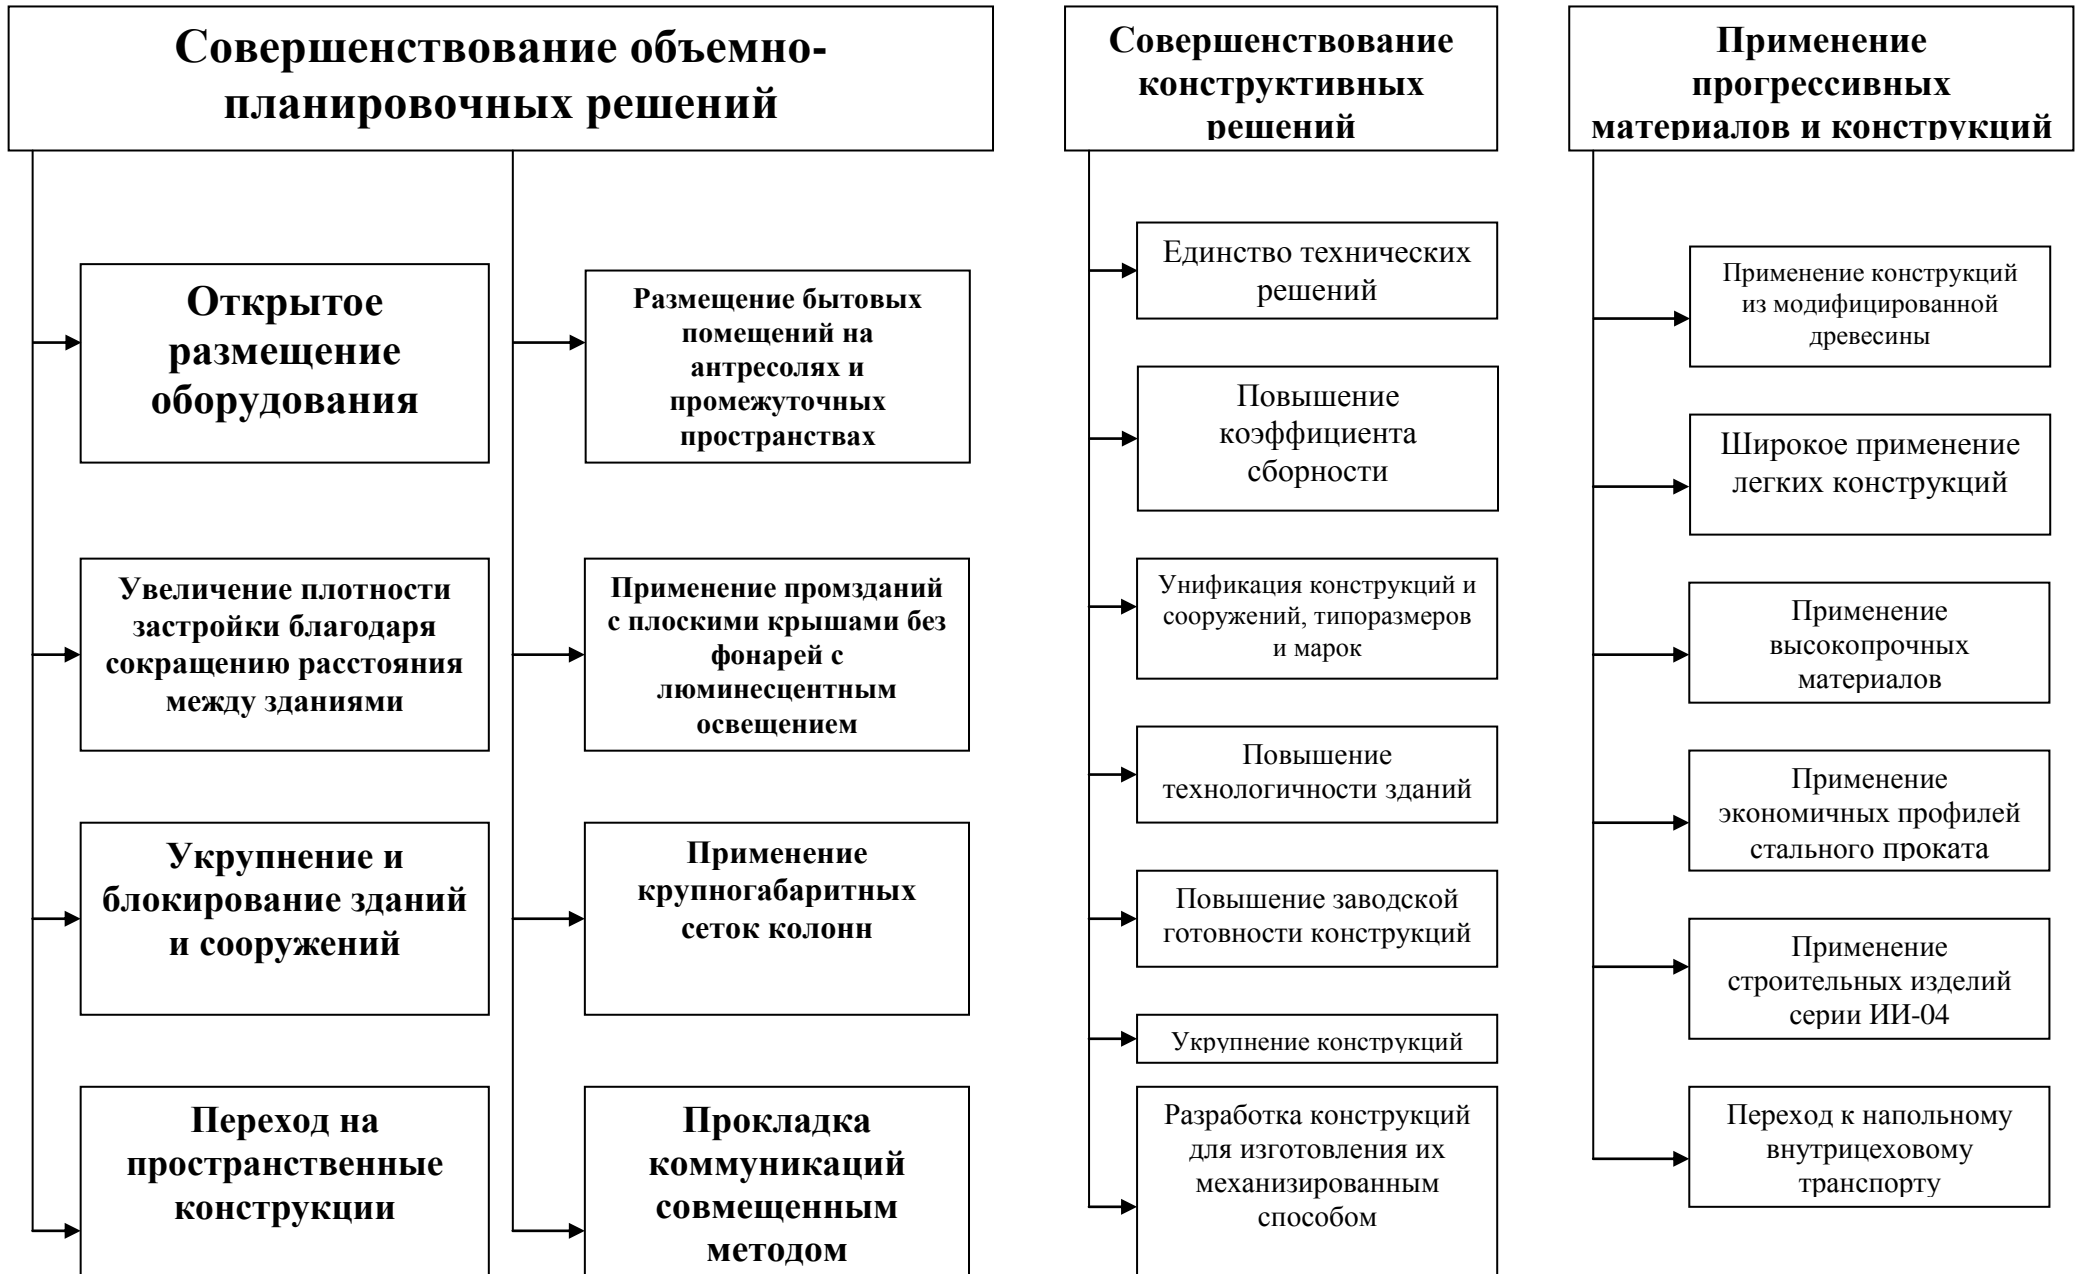 Совершенствование объемно-
планировочных решений
Открытое
размещение
оборудования
Увеличение плотности
застройки благодаря
сокращению расстояния
между зданиями
Укрупнение и
блокирование зданий
и сооружений
Переход на
пространственные
конструкции
Размещение бытовых
помещений на
антресолях и
промежуточных
пространствах
Применение промзданий
с плоскими крышами без
фонарей с
люминесцентным
освещением
Применение
крупногабаритных
сеток колонн
Прокладка
коммуникаций
совмещенным
методом
Совершенствование
конструктивных
решений
Единство технических
решений
Повышение
коэффициента
сборности
Унификация конструкций и
сооружений, типоразмеров
и марок
Повышение
технологичности зданий
Повышение заводской
готовности конструкций
Укрупнение конструкций
Разработка конструкций
для изготовления их
механизированным
способом
Применение
прогрессивных
материалов и конструкций
Применение конструкций
из модифицированной
древесины
Широкое применение
легких конструкций
Применение
высокопрочных
материалов
Применение
экономичных профилей
стального проката
Применение
строительных изделий
серии ИИ-04
Переход к напольному
внутрицеховому
транспорту